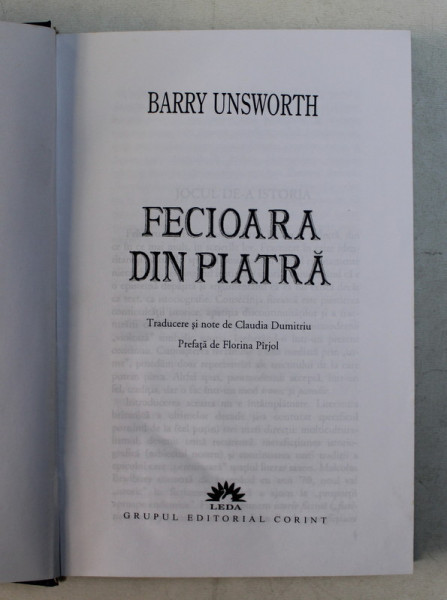 BARRY UNSWORTH
FECIOARA
DIN PIATRĂ
Traducere și note de Claudia Dumitriu
Prefață de Florina Pîrjol
LEDA
GRUPUL EDITORIAL CORINT